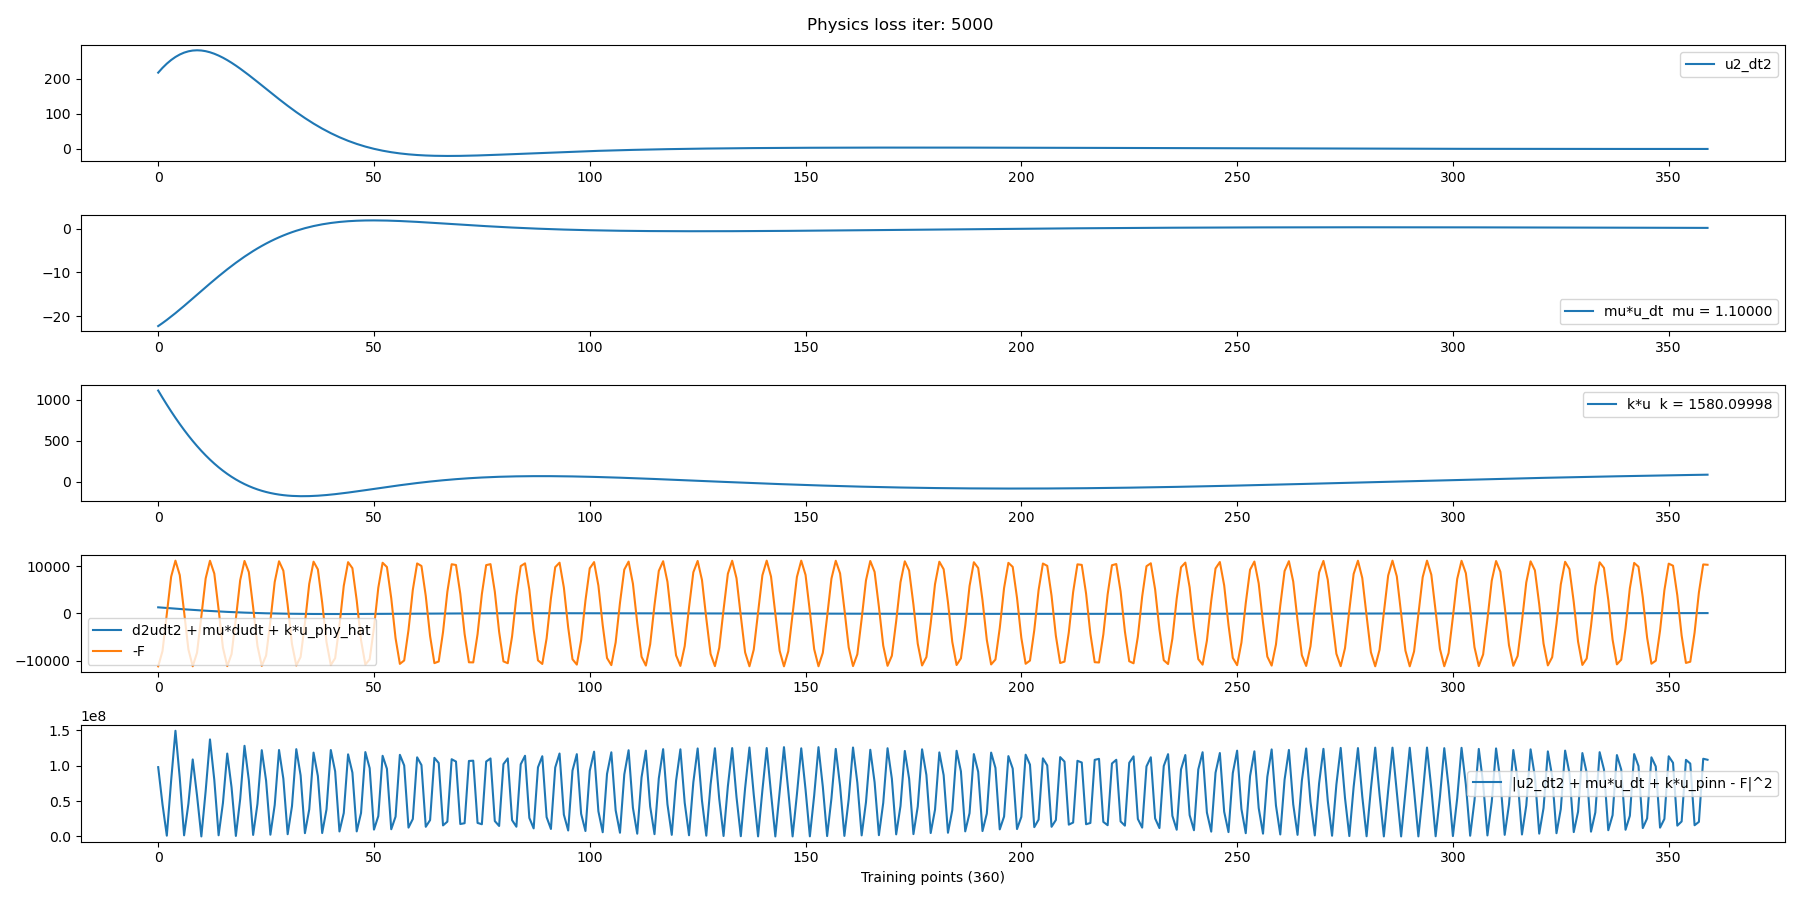 Physics loss iter: 5000
200
100
0
u2_dt2
0 50 100 150 200 250 300 350
0
−10
−20
mu*u_dt  mu = 1.10000
0 50 100 150 200 250 300 350
1000
500
0
k*u  k = 1580.09998
0 50 100 150 200 250 300 350
10000
0
−10000
d2udt2 + mu*dudt + k*u_phy_hat
-F
0 50 100 150 200 250 300 350
1e8
1.5
1.0
0.5
0.0
|u2_dt2 + mu*u_dt + k*u_pinn - F|^2
0 50 100 150 200 250 300 350
Training points (360)